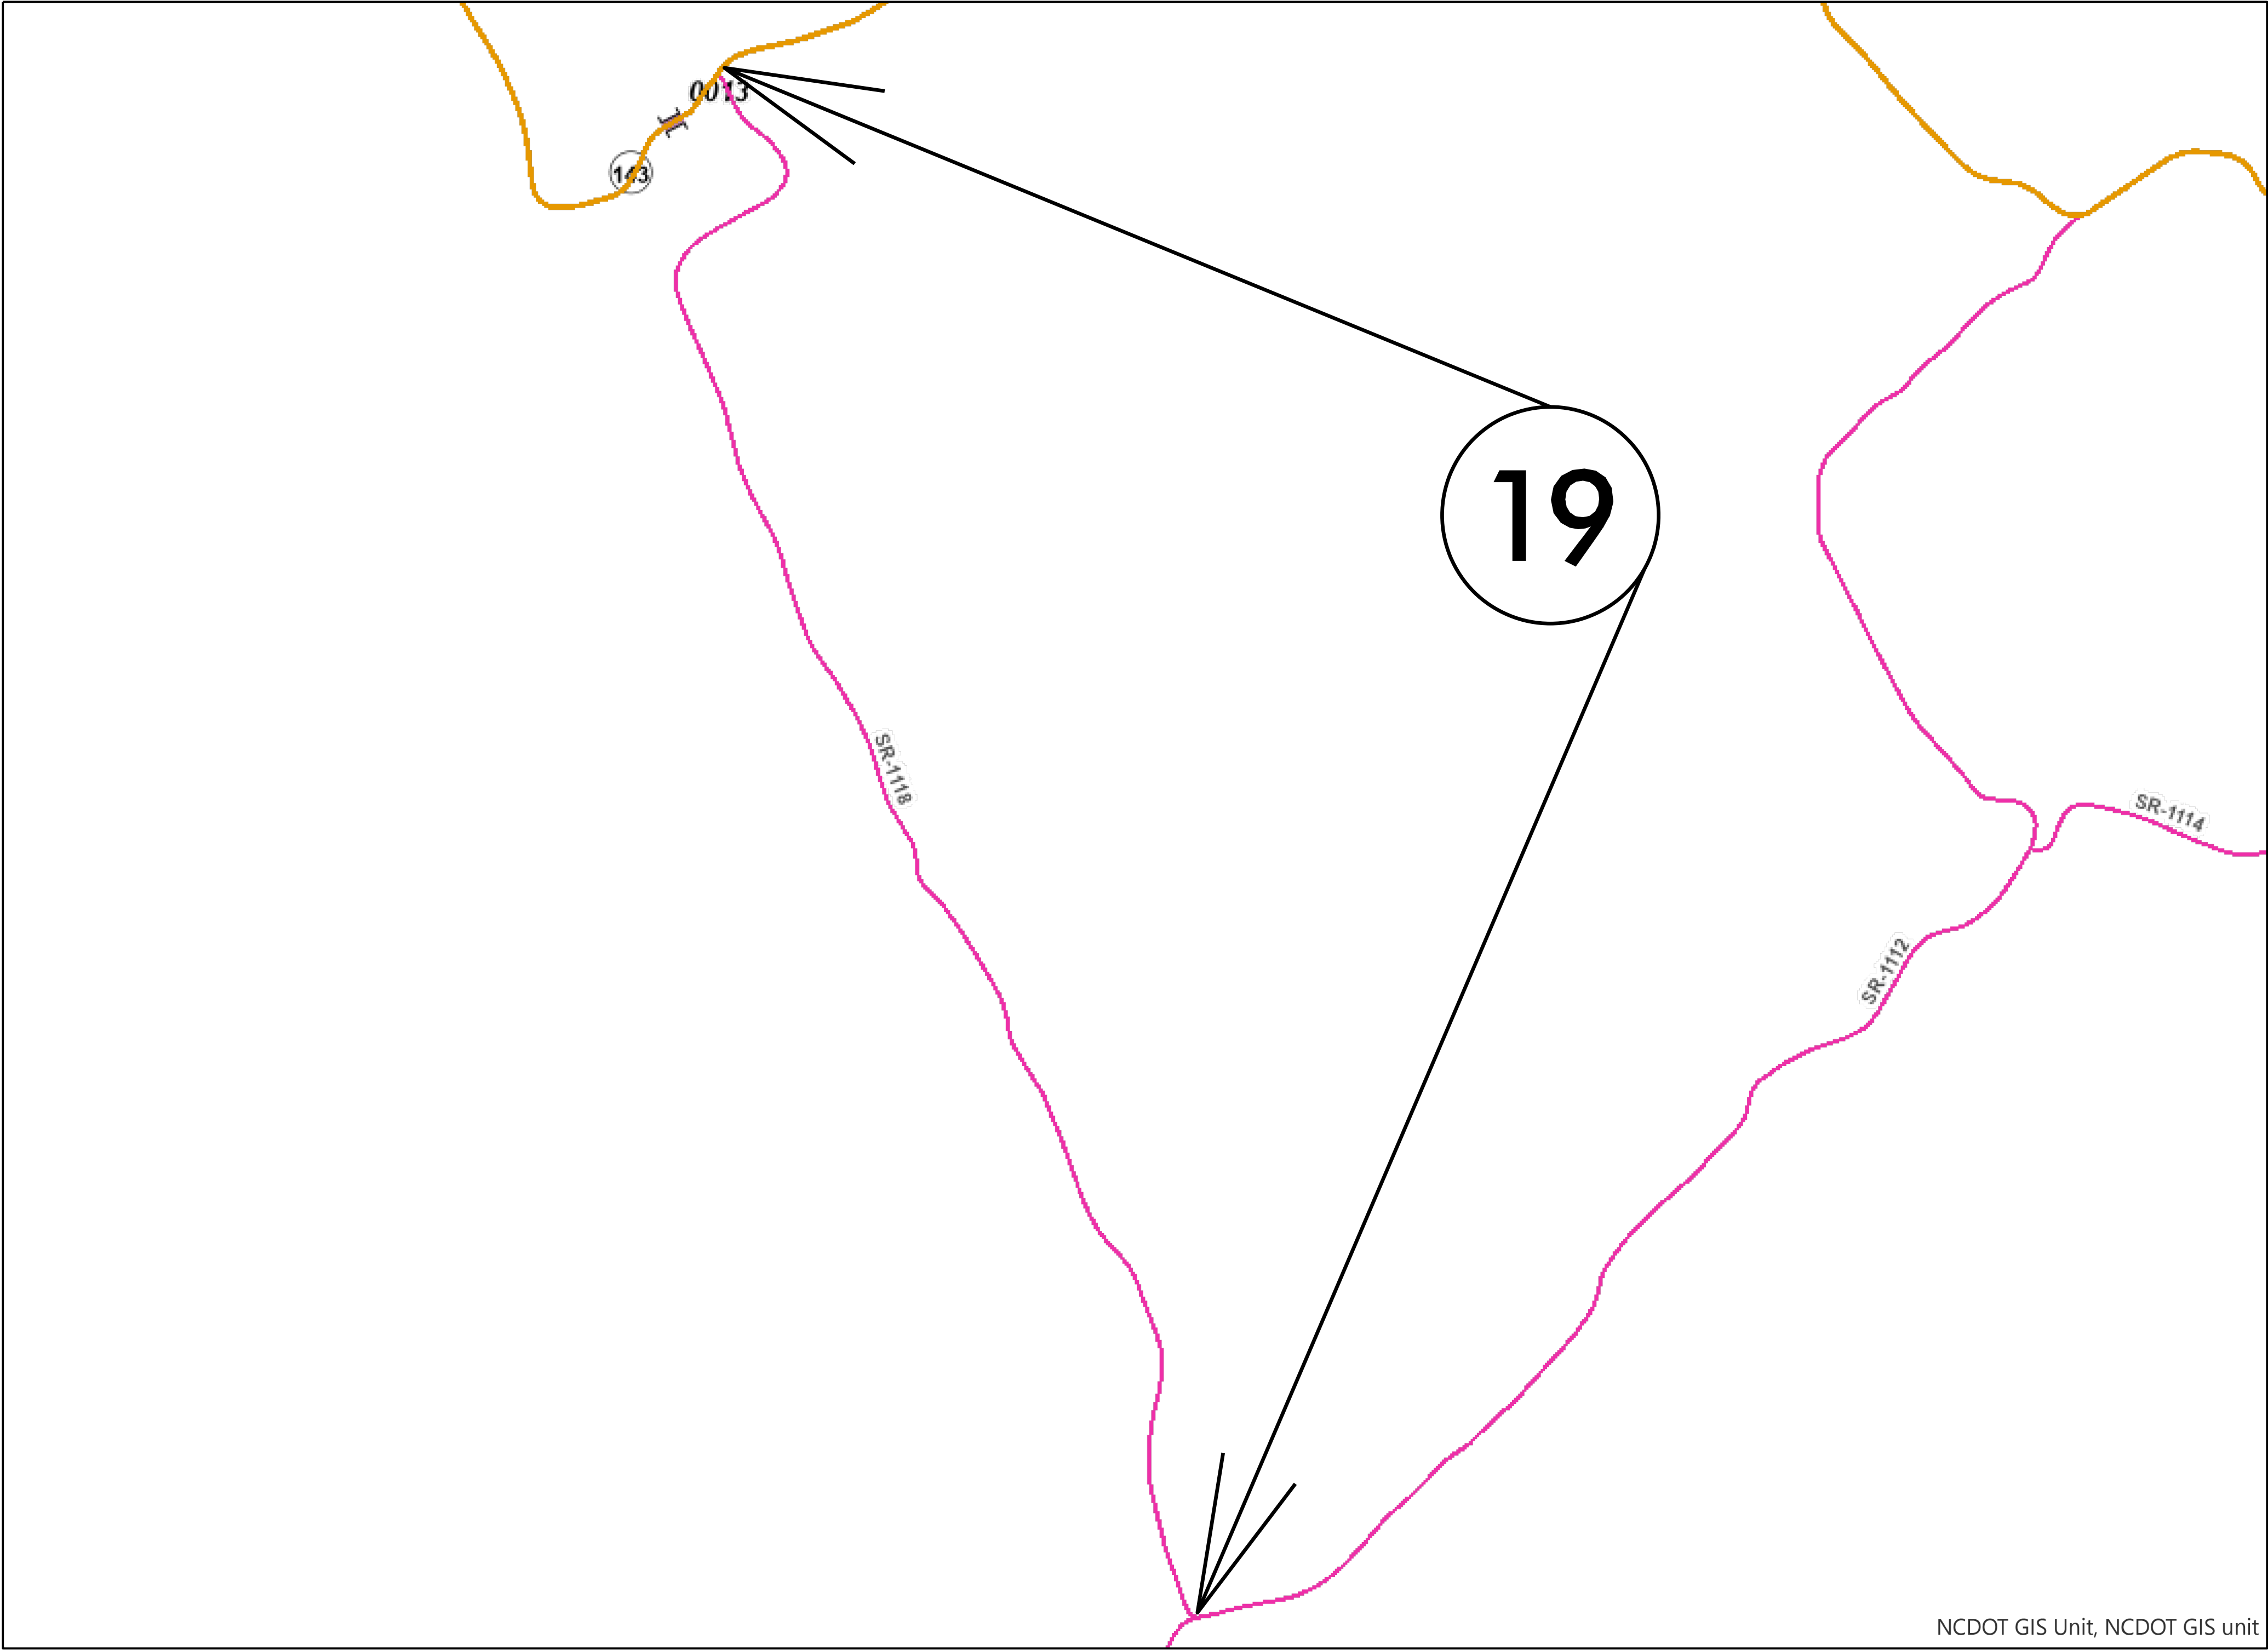 0013
143
19
SR-1118
SR-1114
SR-1112
NCDOT GIS Unit, NCDOT GIS unit